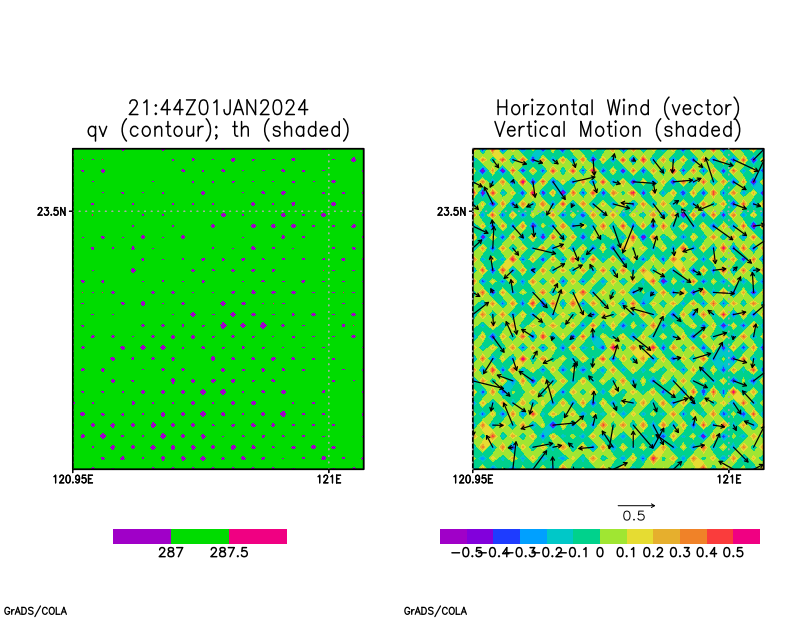 21:44Z01JAN2024
qv (contour); th (shaded)
23.5N
120.95E
121E
287
287.5
GrADS/COLA
Horizontal Wind (vector)
Vertical Motion (shaded)
23.5N
120.95E
121E
0.5
-0.5 -0.4 -0.3 -0.2 -0.1 0 0.1 0.2 0.3 0.4 0.5
GrADS/COLA